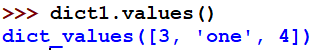 >>> dict1.values()
dict_values([3, 'one', 4])